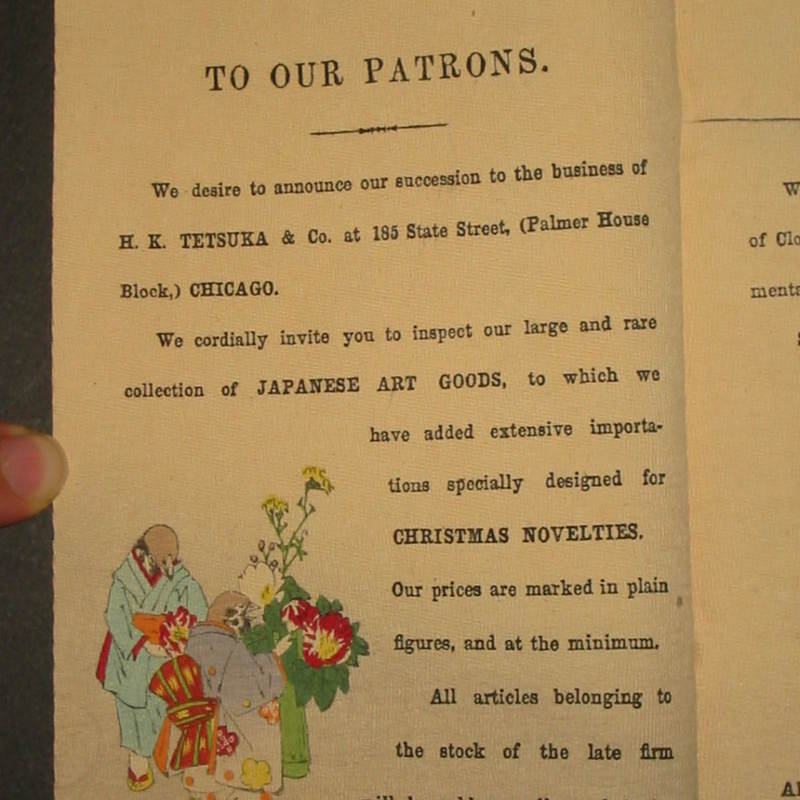 TO OUR PATRONS.
We desire to announce our succession to the business of
H. K. TETSUKA & Co. at 185 State Street, (Palmer House
Block,) CHICAGO.
We cordially invite you to inspect our large and rare
collection of JAPANESE ART GOODS, to which we
have added extensive importa-
tions specially designed for
CHRISTMAS NOVELTIES.
Our prices are marked in plain
figures, and at the minimum.
All articles belonging to
the stock of the late firm
of Clo
ments